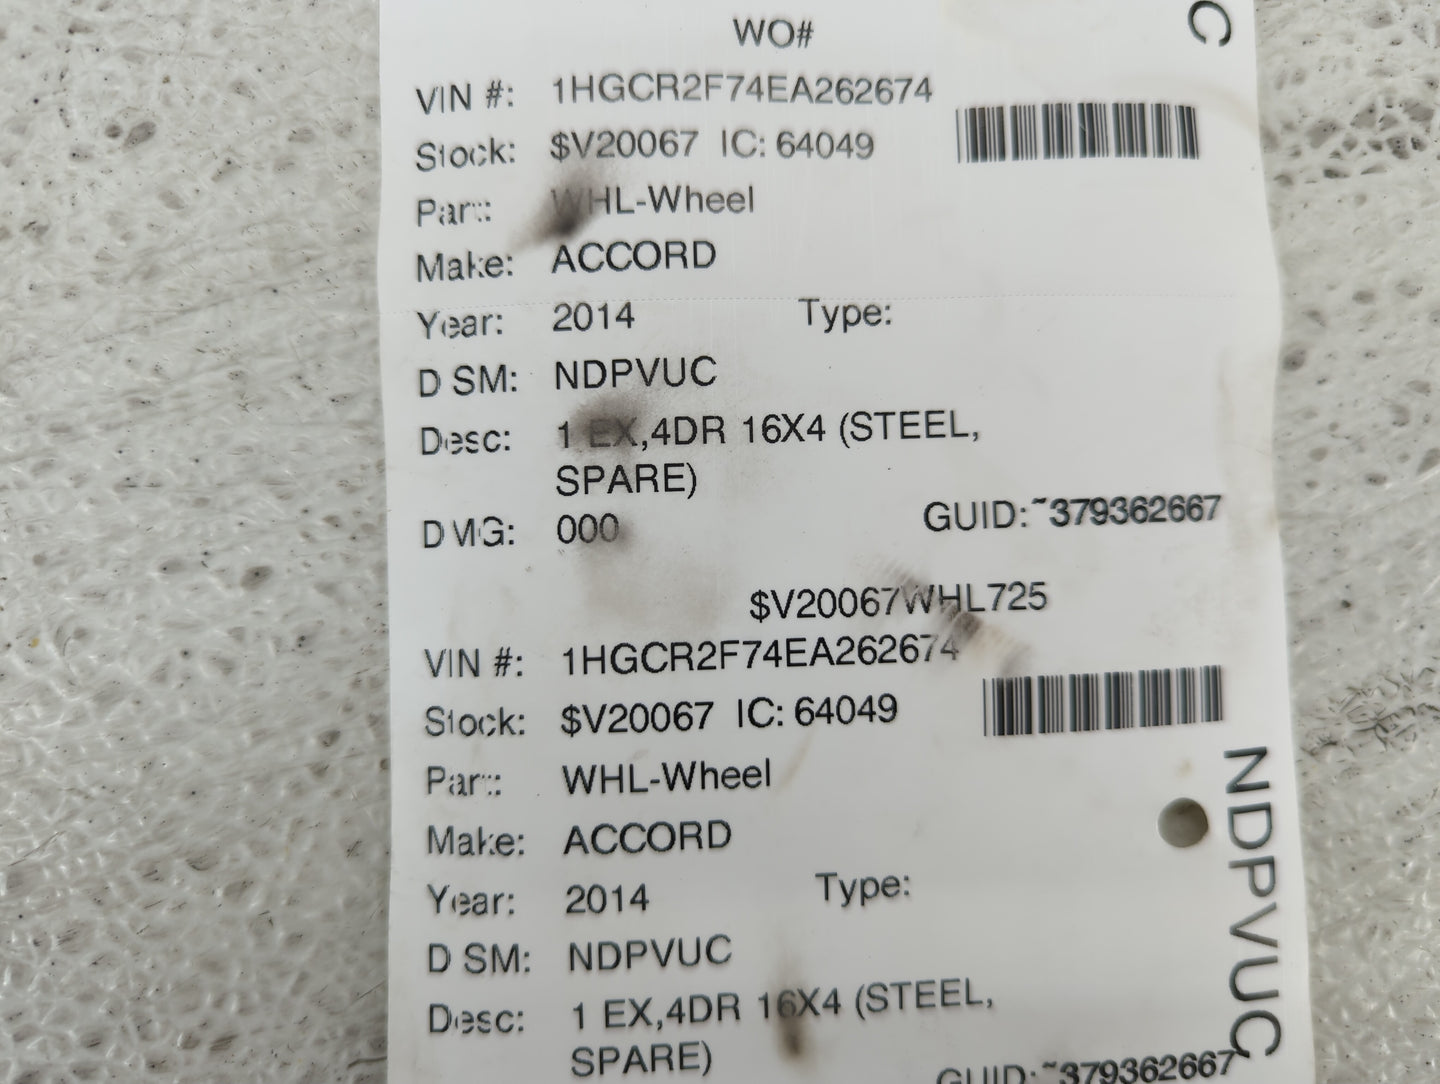 WO#
C
VIN #: 1HGCR2F74EA262674
Stock: $V20067 IC: 64049
Part: WHL-Wheel
Make: ACCORD
Year: 2014 Type:
DSM: NDPVUC
Desc: 1 EX,4DR 16X4 (STEEL,
SPARE)
GUID:~379362667
DMG: 000
$V20067WHL725
VIN #: 1HGCR2F74EA262674
Stock: $V20067 IC: 64049
Part: WHL-Wheel
Make: ACCORD
Year: 2014 Type:
DSM: NDPVUC
Desc: 1 EX,4DR 16X4 (STEEL,
SPARE)
GUID:~379362667
NDPVUC